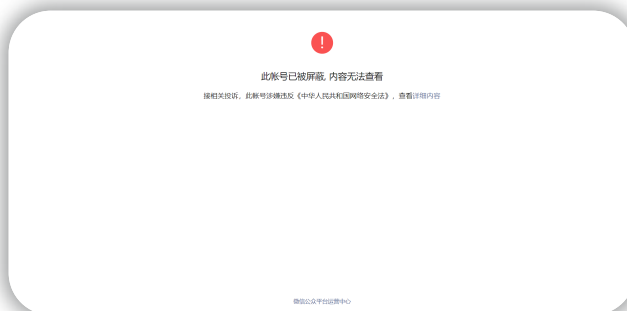 此帐号已被屏蔽, 内容无法查看
接相关投诉，此帐号涉嫌违反《中华人民共和国网络安全法》，查看详细内容
微信公众平台运营中心